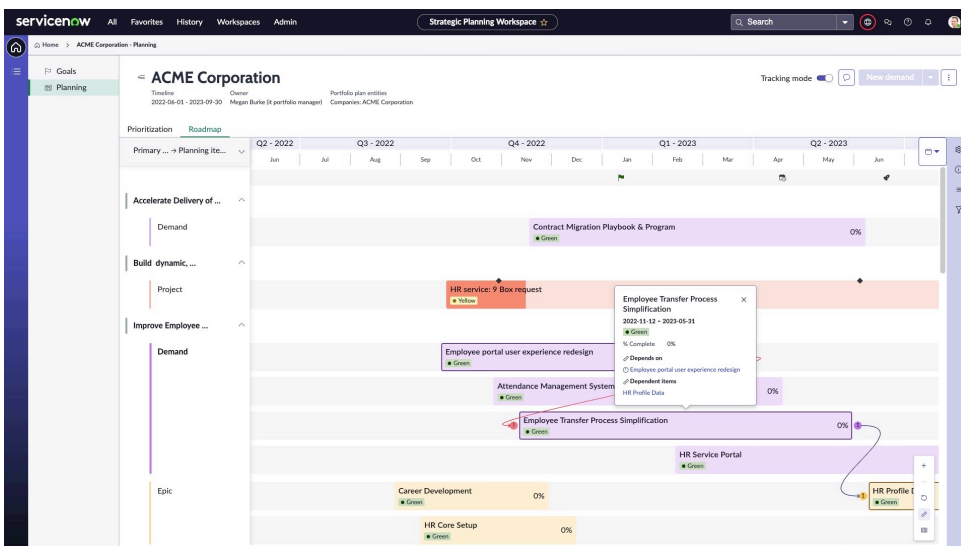 servicenow All Favorites History Workspaces Admin Strategic Planning Workspace ☆ Search
Home > ACME Corporation - Planning
Goals
Planning
ACME Corporation
Tracking mode New demand
Timeline Owner Portfolio plan entities
2022-06-01 - 2023-09-30 Megan Burke (it portfolio manager) Companies: ACME Corporation
Prioritization Roadmap
Primary ... → Planning ite...
Q2 - 2022 Q3 - 2022 Q4 - 2022 Q1 - 2023 Q2 - 2023
Jun Jul Aug Sep Oct Nov Dec Jan Feb Mar Apr May Jun
Accelerate Delivery of ...
Demand
Contract Migration Playbook & Program 0%
Green
Build dynamic, ...
Project
HR service: 9 Box request
Yellow
Employee Transfer Process
Simplification
2022-11-12 - 2023-05-31
Green
% Complete 0%
Depends on
Employee portal user experience redesign
Dependent items
HR Profile Data
Improve Employee ...
Demand
Employee portal user experience redesign
Green
Attendance Management System 0%
Green
1 Employee Transfer Process Simplification 0% 1
Green
HR Service Portal
Green
Epic
Career Development 0%
Green
1 HR Profile D
Green
HR Core Setup 0%
Green